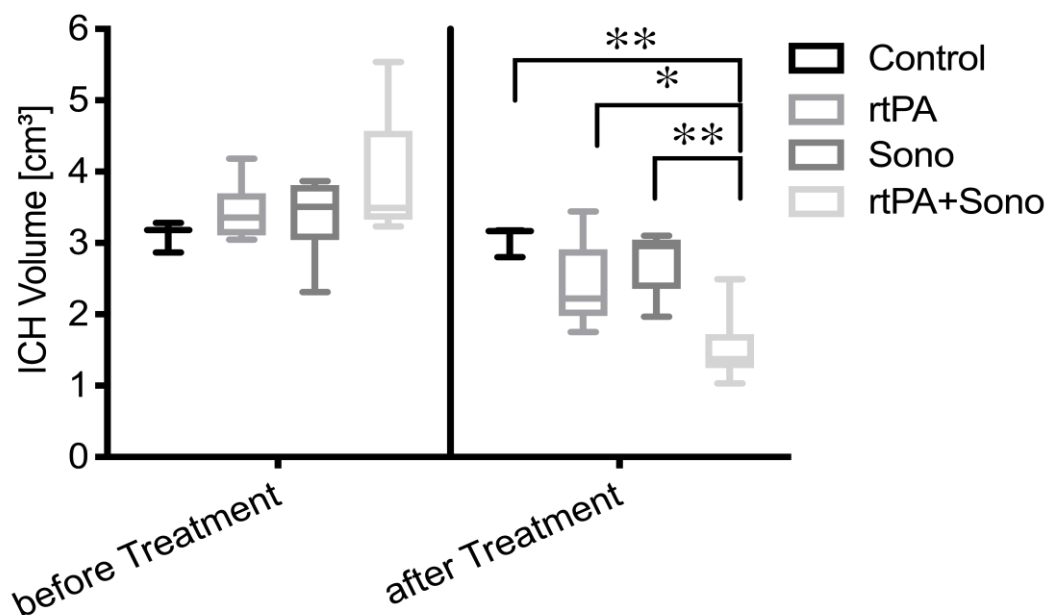 ICH Volume [cm³]
6
5
4
3
2
1
0
**
*
**
Control
rtPA
Sono
rtPA+Sono
before Treatment
after Treatment